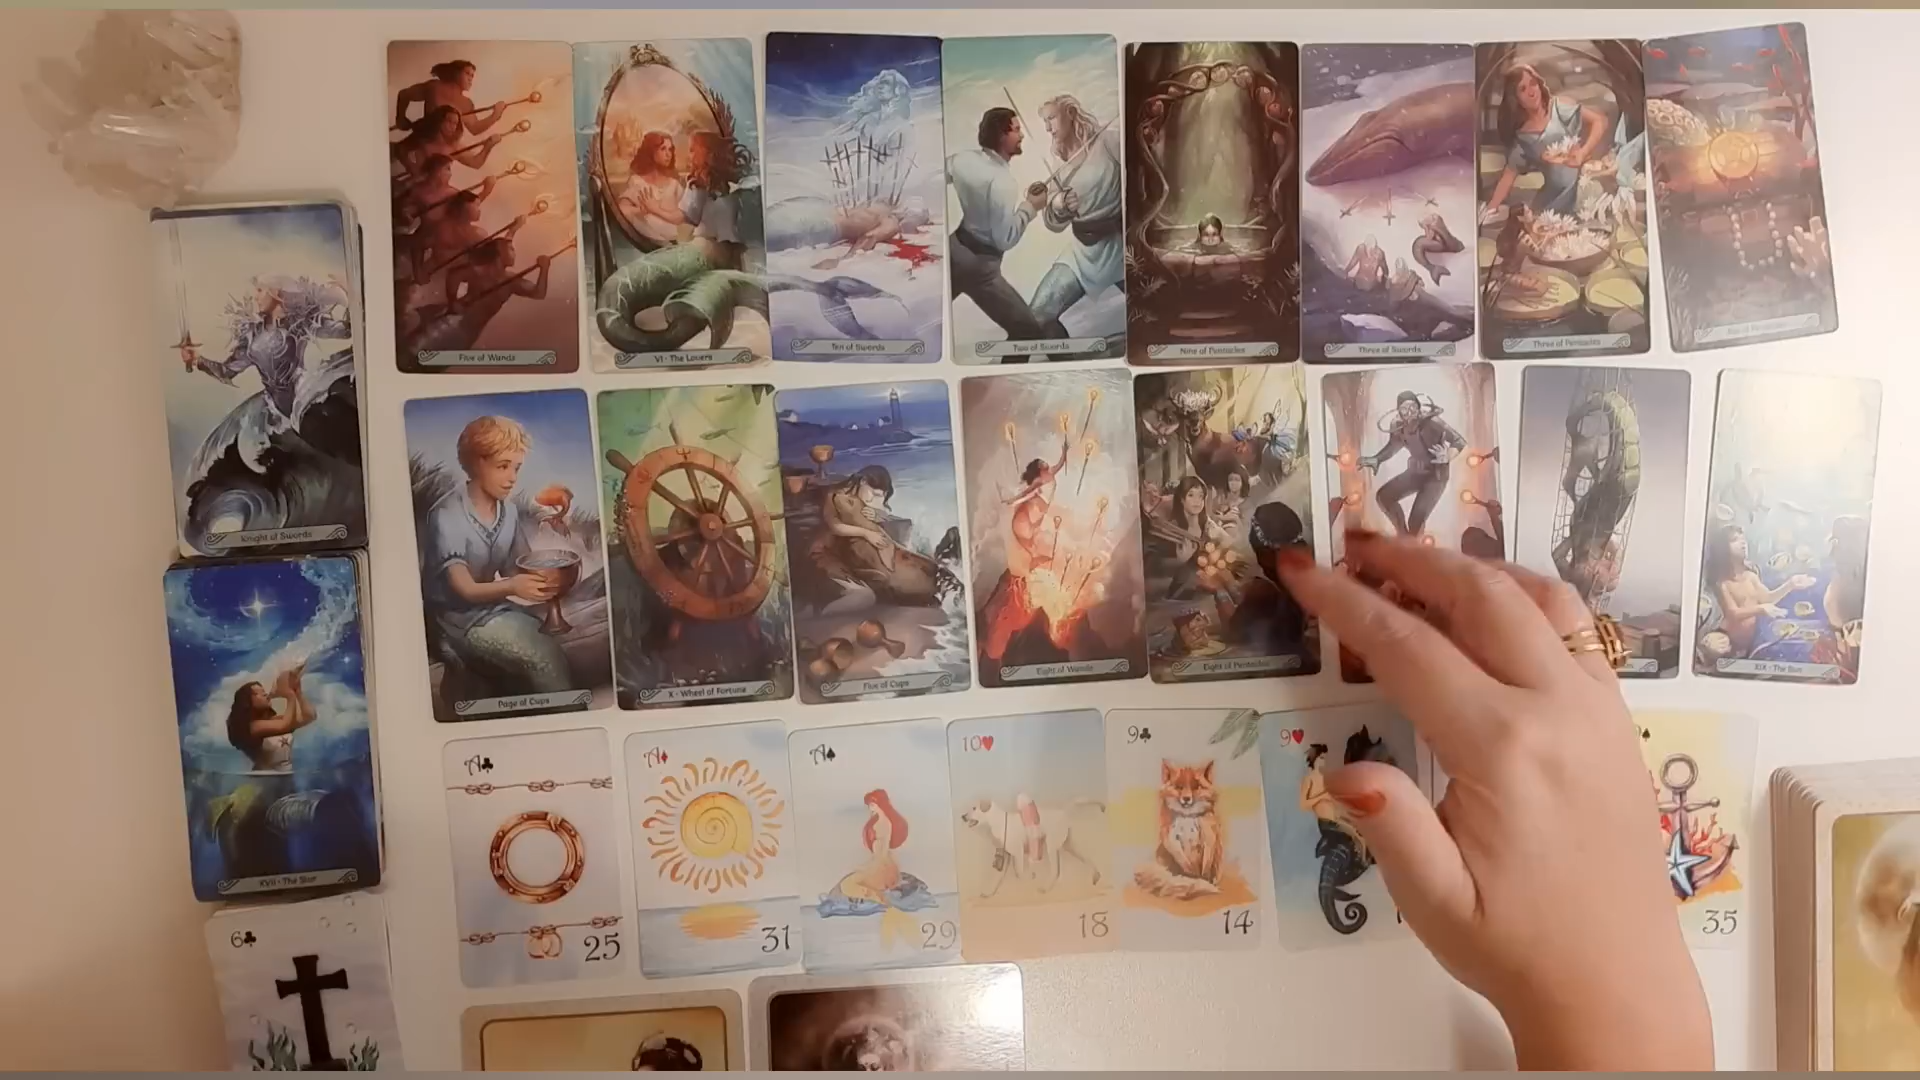 Five of Wands
VI • The Lovers
Ten of Swords
Two of Swords
Nine of Pentacles
Three of Swords
Three of Pentacles
Knight of Swords
Page of Cups
X • Wheel of Fortune
Five of Cups
Eight of Wands
Eight of Pentacles
XIX • The Sun
XVII • The Star
A♣
25
A♦
31
A♠
29
10♥
18
9♣
14
9♥
35
6♣